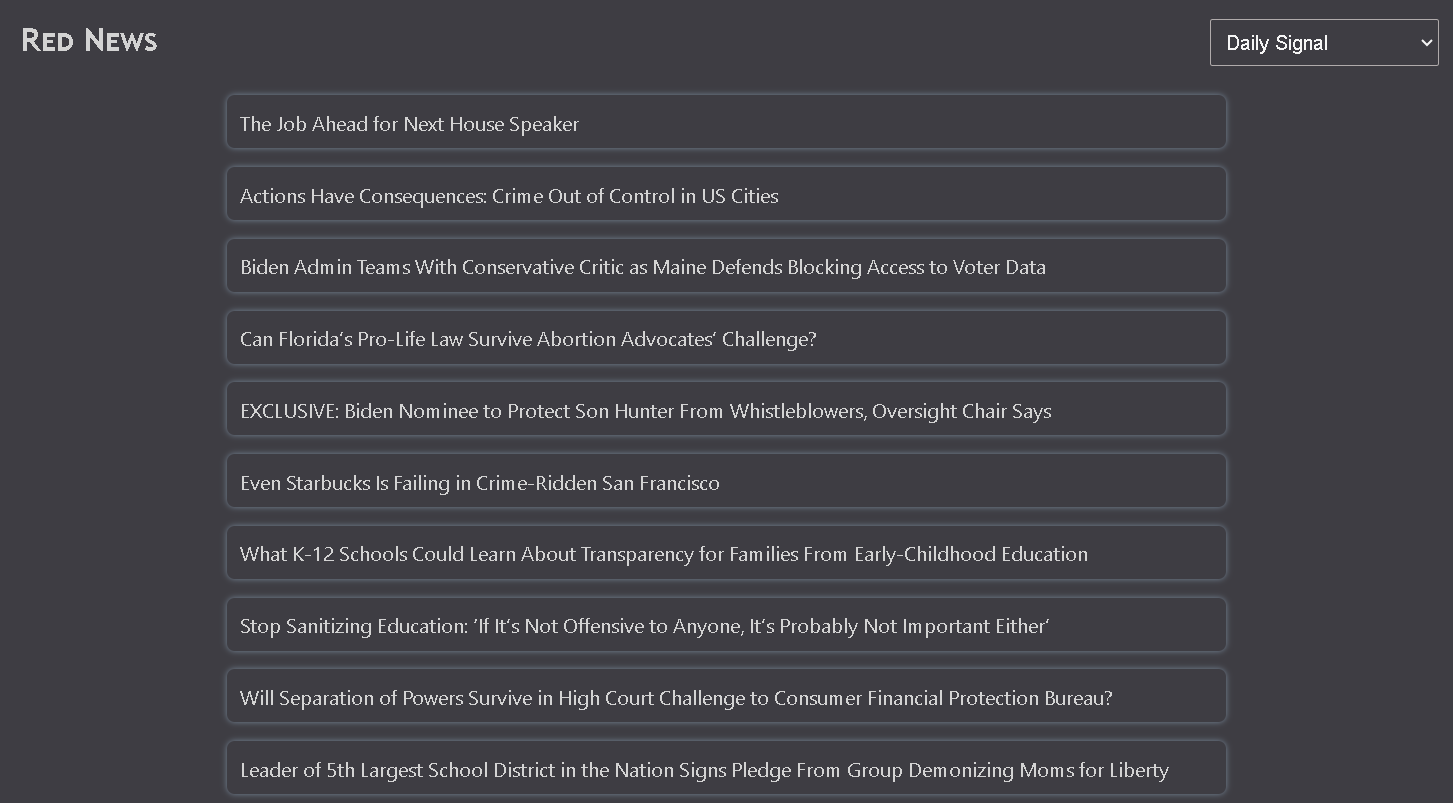 Red News
Daily Signal
The Job Ahead for Next House Speaker
Actions Have Consequences: Crime Out of Control in US Cities
Biden Admin Teams With Conservative Critic as Maine Defends Blocking Access to Voter Data
Can Florida’s Pro-Life Law Survive Abortion Advocates’ Challenge?
EXCLUSIVE: Biden Nominee to Protect Son Hunter From Whistleblowers, Oversight Chair Says
Even Starbucks Is Failing in Crime-Ridden San Francisco
What K-12 Schools Could Learn About Transparency for Families From Early-Childhood Education
Stop Sanitizing Education: ‘If It’s Not Offensive to Anyone, It’s Probably Not Important Either’
Will Separation of Powers Survive in High Court Challenge to Consumer Financial Protection Bureau?
Leader of 5th Largest School District in the Nation Signs Pledge From Group Demonizing Moms for Liberty